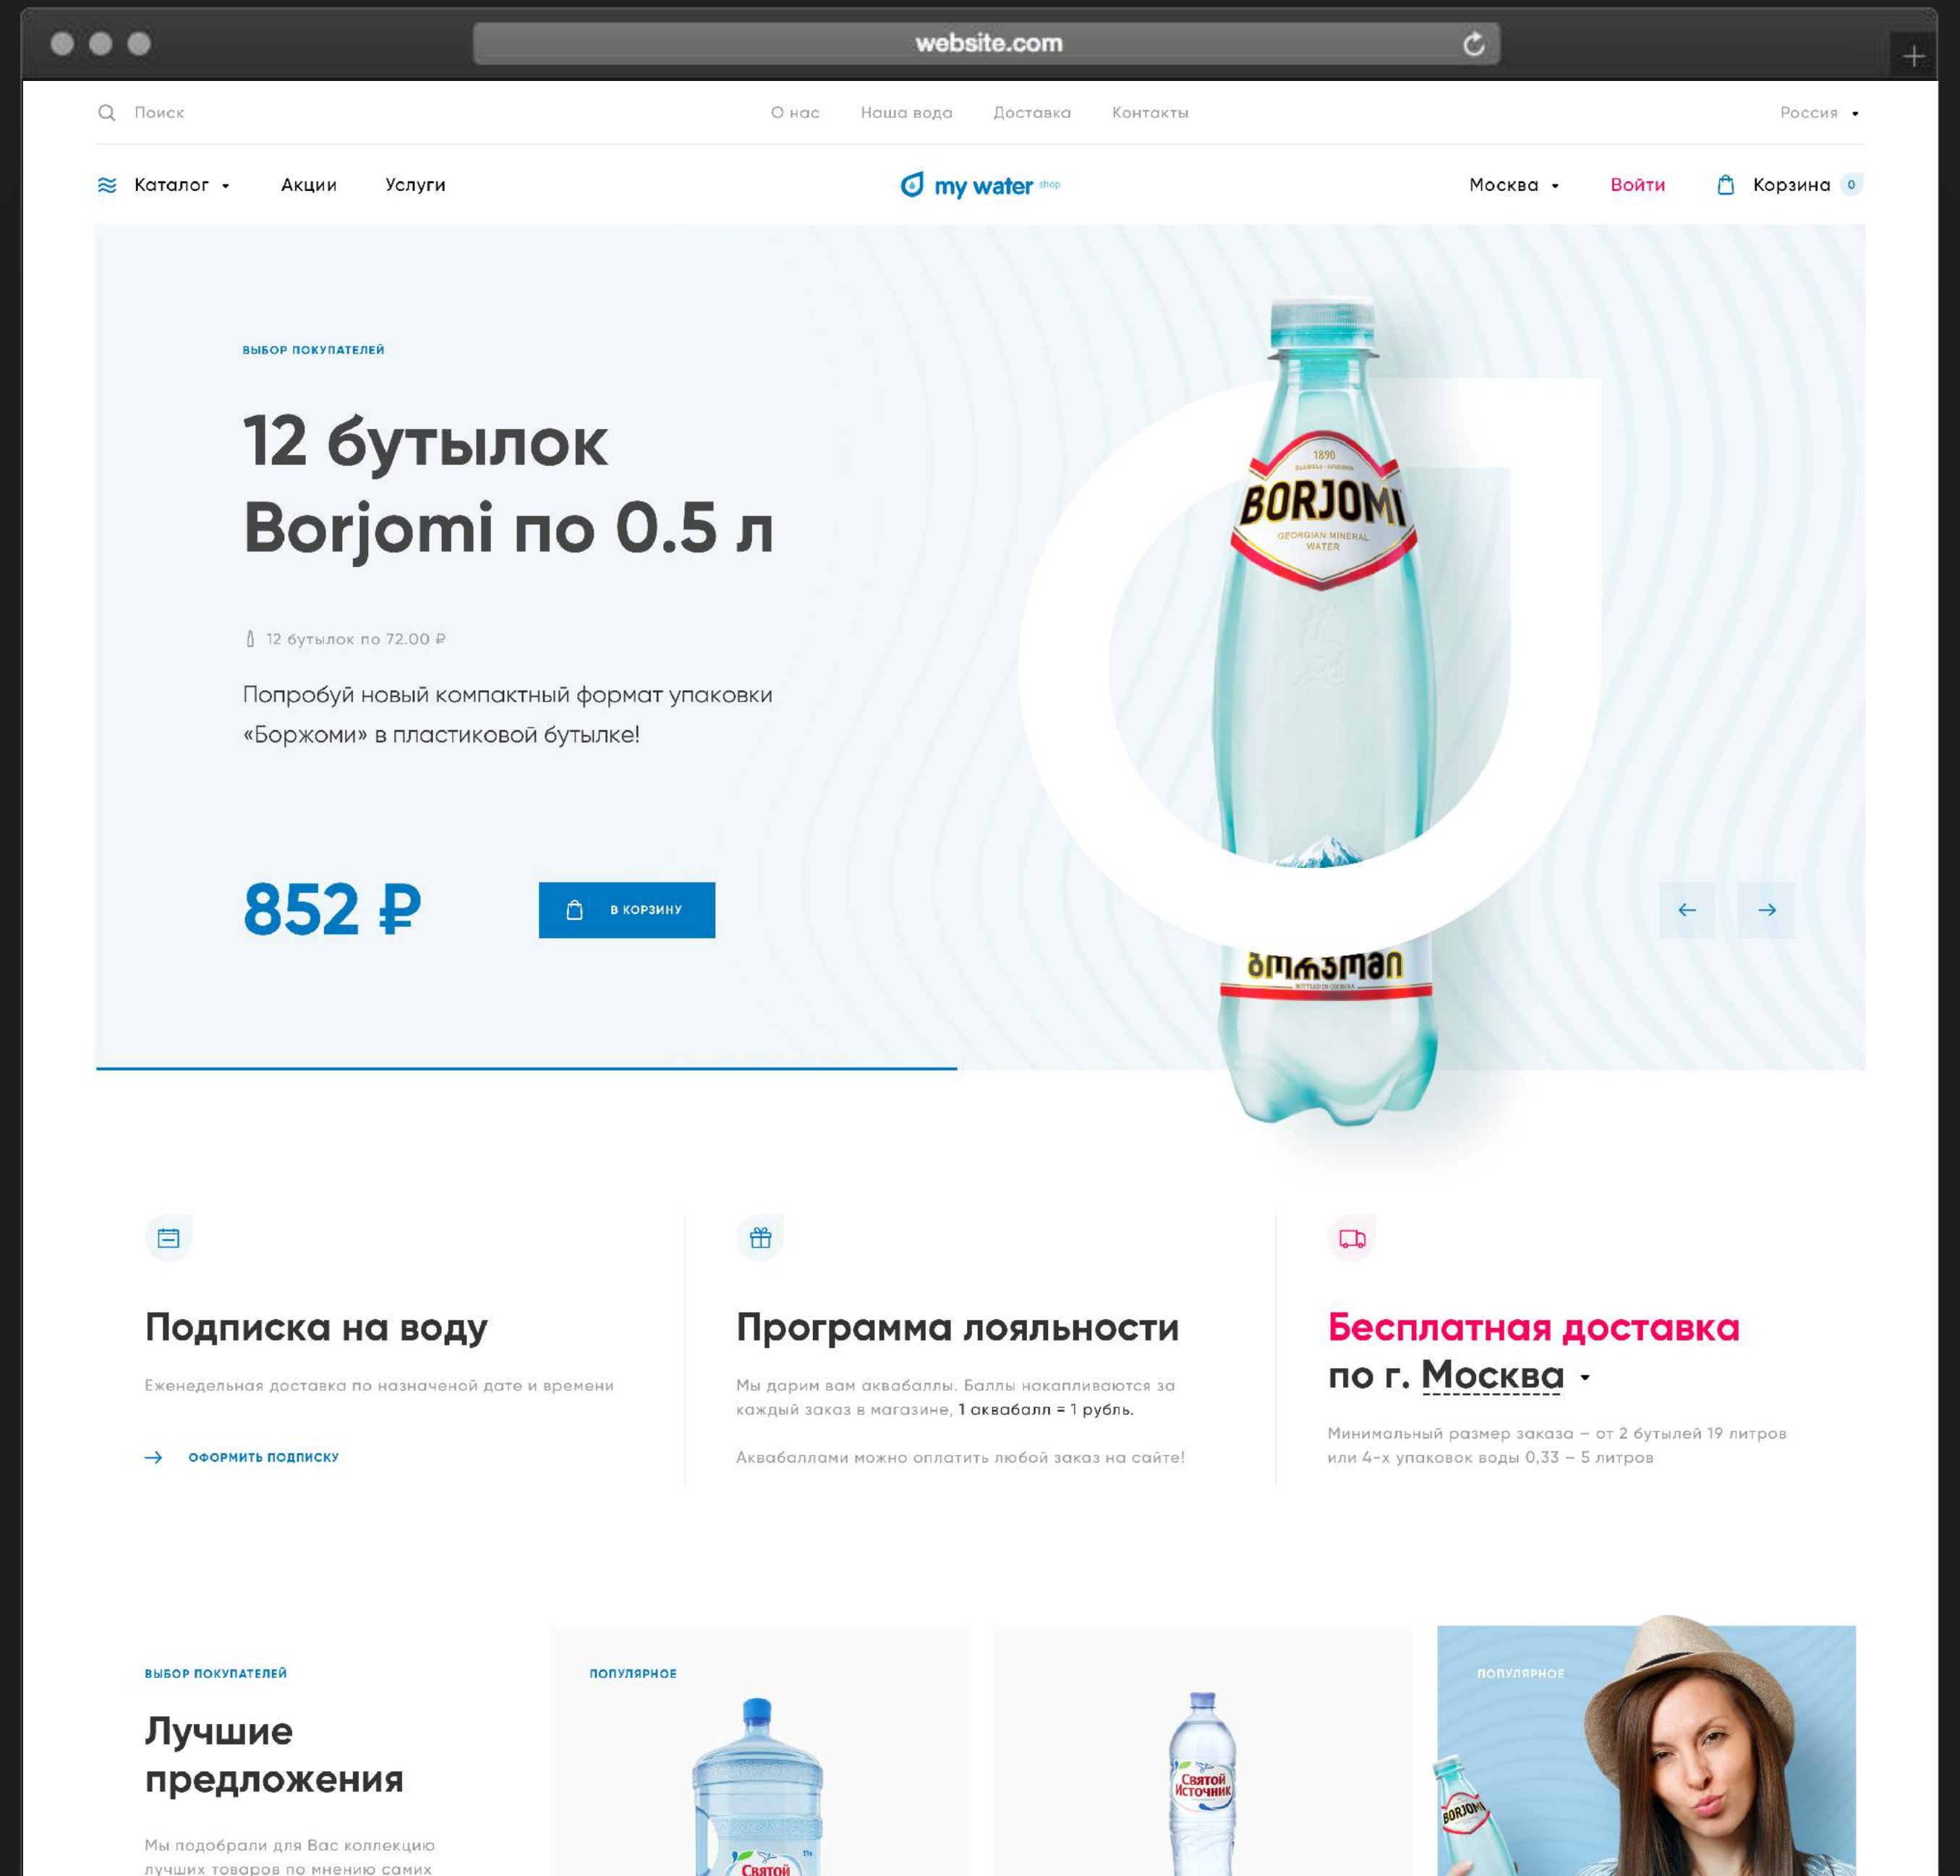 website.com
Поиск
О нас
Наша вода
Доставка
Контакты
Россия
Каталог
Акции
Услуги
my water shop
Москва
Войти
Корзина 0
ВЫБОР ПОКУПАТЕЛЕЙ
12 бутылок
Borjomi по 0.5 л
12 бутылок по 72.00 ₽
Попробуй новый компактный формат упаковки
«Боржоми» в пластиковой бутылке!
852 ₽
В КОРЗИНУ
1890
BORJOMI
GEORGIAN MINERAL
WATER
ბორჯომი
BOTTLED IN GEORGIA
Подписка на воду
Еженедельная доставка по назначеной дате и времени
ОФОРМИТЬ ПОДПИСКУ
Программа лояльности
Мы дарим вам аквабаллы. Баллы накапливаются за
каждый заказ в магазине, 1 аквабалл = 1 рубль.
Аквабаллами можно оплатить любой заказ на сайте!
Бесплатная доставка
по г. Москва
Минимальный размер заказа – от 2 бутылей 19 литров
или 4-х упаковок воды 0,33 – 5 литров
ВЫБОР ПОКУПАТЕЛЕЙ
Лучшие
предложения
Мы подобрали для Вас коллекцию
лучших товаров по мнению самих
ПОПУЛЯРНОЕ
Святой
Святой
Источник
ПОПУЛЯРНОЕ
BORJOMI